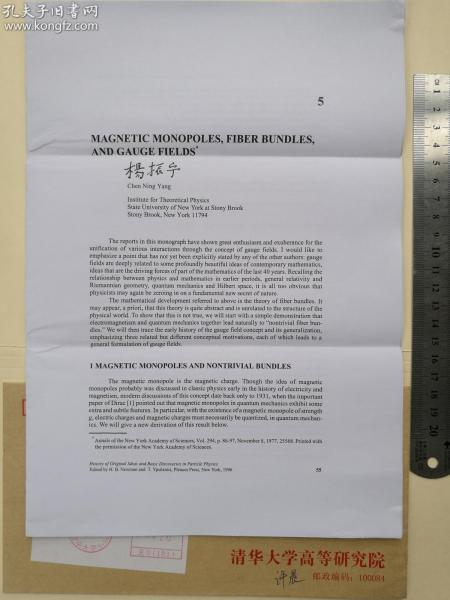 孔夫子旧书网
www.kongfz.com
5
MAGNETIC MONOPOLES, FIBER BUNDLES,
AND GAUGE FIELDS*
楊振宁
Chen Ning Yang
Institute for Theoretical Physics
State University of New York at Stony Brook
Stony Brook, New York 11794
The reports in this monograph have shown great enthusiasm and exuberance for the
unification of various interactions through the concept of gauge fields. I would like to
emphasize a point that has not yet been explicitly stated by any of the other authors: gauge
fields are deeply related to some profoundly beautiful ideas of contemporary mathematics,
ideas that are the driving forces of part of the mathematics of the last 40 years. Recalling the
relationship between physics and mathematics in earlier periods, general relativity and
Riemannian geometry, quantum mechanics and Hilbert space, it is all too obvious that
physicists may again be zeroing in on a fundamental new secret of nature.
The mathematical development referred to above is the theory of fiber bundles. It
may appear, a priori, that this theory is quite abstract and is unrelated to the structure of the
physical world. To show that this is not true, we will start with a simple demonstration that
electromagnetism and quantum mechanics together lead naturally to "nontrivial fiber bun-
dles." We will then trace the early history of the gauge field concept and its generalization,
emphasizing three related but different conceptual motivations, each of which leads to a
general formulation of gauge fields.
1 MAGNETIC MONOPOLES AND NONTRIVIAL BUNDLES
The magnetic monopole is the magnetic charge. Though the idea of magnetic
monopoles probably was discussed in classic physics early in the history of electricity and
magnetism, modern discussions of this concept date back only to 1931, when the important
paper of Dirac [1] pointed out that magnetic monopoles in quantum mechanics exhibit some
extra and subtle features. In particular, with the existence of a magnetic monopole of strength
g, electric charges and magnetic charges must necessarily be quantized, in quantum mechan-
ics. We will give a new derivation of this result below.
* Annals of the New York Academy of Sciences, Vol. 294, p. 86-97, November 8, 1977, 25568. Printed with
the permission of the New York Academy of Sciences.
History of Original Ideas and Basic Discoveries in Particle Physics
Edited by H. B. Newman and T. Ypsilantis, Plenum Press, New York, 1996
55
清华大学高等研究院
许晨 邮政编码：100084